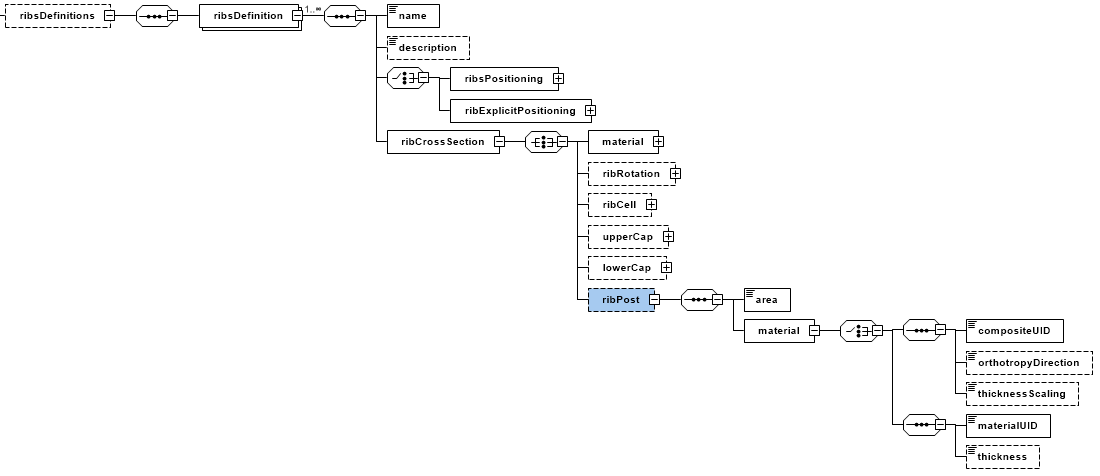 ribsDefinitions
ribsDefinition
1..∞
name
description
ribsPositioning
ribExplicitPositioning
ribCrossSection
material
ribRotation
ribCell
upperCap
lowerCap
ribPost
area
material
compositeUID
orthotropyDirection
thicknessScaling
materialUID
thickness